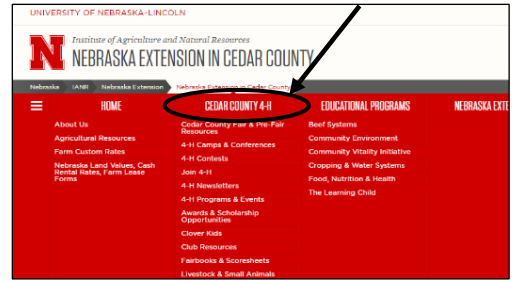 UNIVERSITY OF NEBRASKA-LINCOLN
N
Institute of Agriculture and Natural Resources
NEBRASKA EXTENSION IN CEDAR COUNTY
Nebraska IANR Nebraska Extension Nebraska Extension in Cedar County
HOME
About Us
Agricultural Resources
Farm Custom Rates
Nebraska Land Values, Cash
Rental Rates, Farm Lease
Forms
CEDAR COUNTY 4-H
Cedar County Fair & Pre-Fair
Resources
4-H Camps & Conferences
4-H Contests
Join 4-H
4-H Newsletters
4-H Programs & Events
Awards & Scholarship
Opportunities
Clover Kids
Club Resources
Fairbooks & Scoresheets
Livestock & Small Animals
EDUCATIONAL PROGRAMS
Beef Systems
Community Environment
Community Vitality Initiative
Cropping & Water Systems
Food, Nutrition & Health
The Learning Child
NEBRASKA EXTE